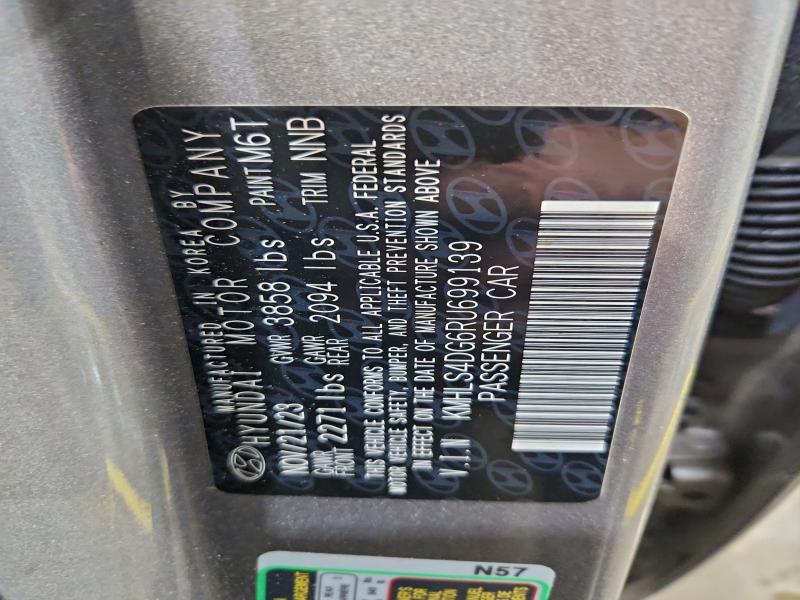 MANUFACTURED IN KOREA BY
HYUNDAI MOTOR COMPANY
NOV/21/23 GVWR 3858 lbs PAINT M6T
GAWR FRONT 2271 lbs GAWR REAR 2094 lbs TRIM NNB
THIS VEHICLE CONFORMS TO ALL APPLICABLE U.S.A. FEDERAL
MOTOR VEHICLE SAFETY, BUMPER, AND THEFT PREVENTION STANDARDS
IN EFFECT ON THE DATE OF MANUFACTURE SHOWN ABOVE
V.I.N KMHLS4DG6RU699139
PASSENGER CAR
N57